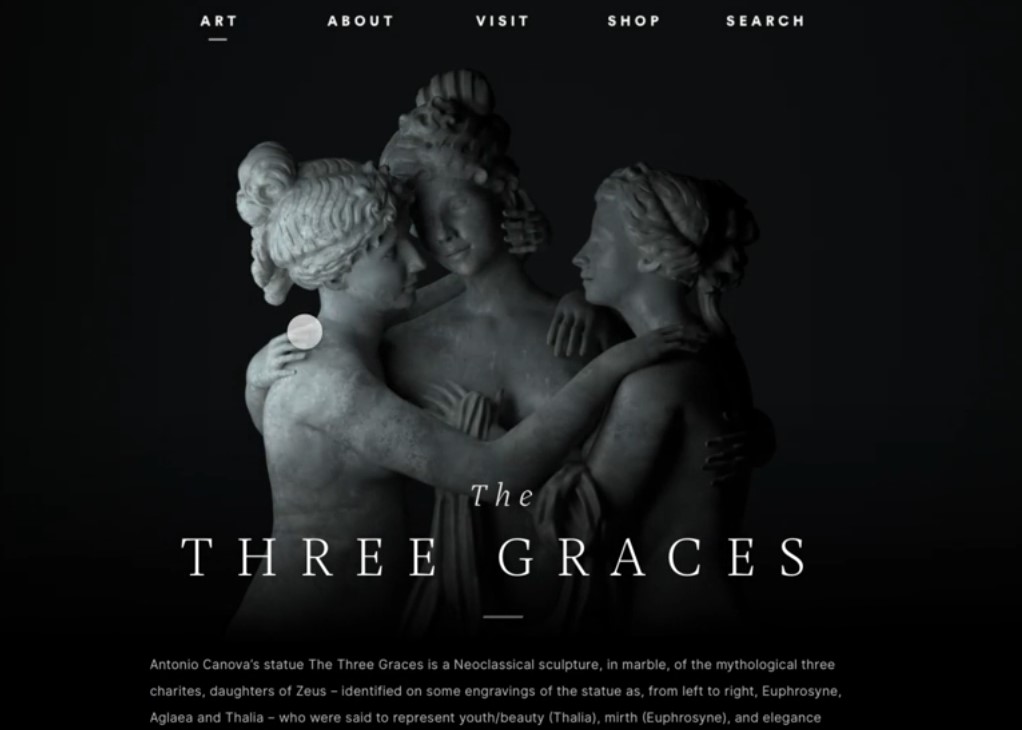 ART ABOUT VISIT SHOP SEARCH
The
THREE GRACES
Antonio Canova's statue The Three Graces is a Neoclassical sculpture, in marble, of the mythological three
charites, daughters of Zeus – identified on some engravings of the statue as, from left to right, Euphrosyne,
Aglaea and Thalia – who were said to represent youth/beauty (Thalia), mirth (Euphrosyne), and elegance